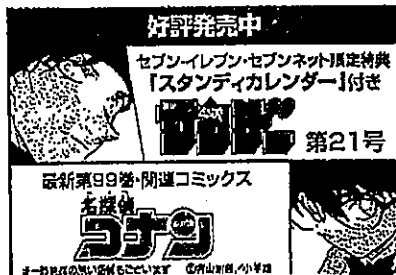 好評発売中
セブン-イレブン・セブンネット限定特典
『スタンディカレンダー』付き
第21号
最新第99巻・関連コミックス
名探偵
コナン